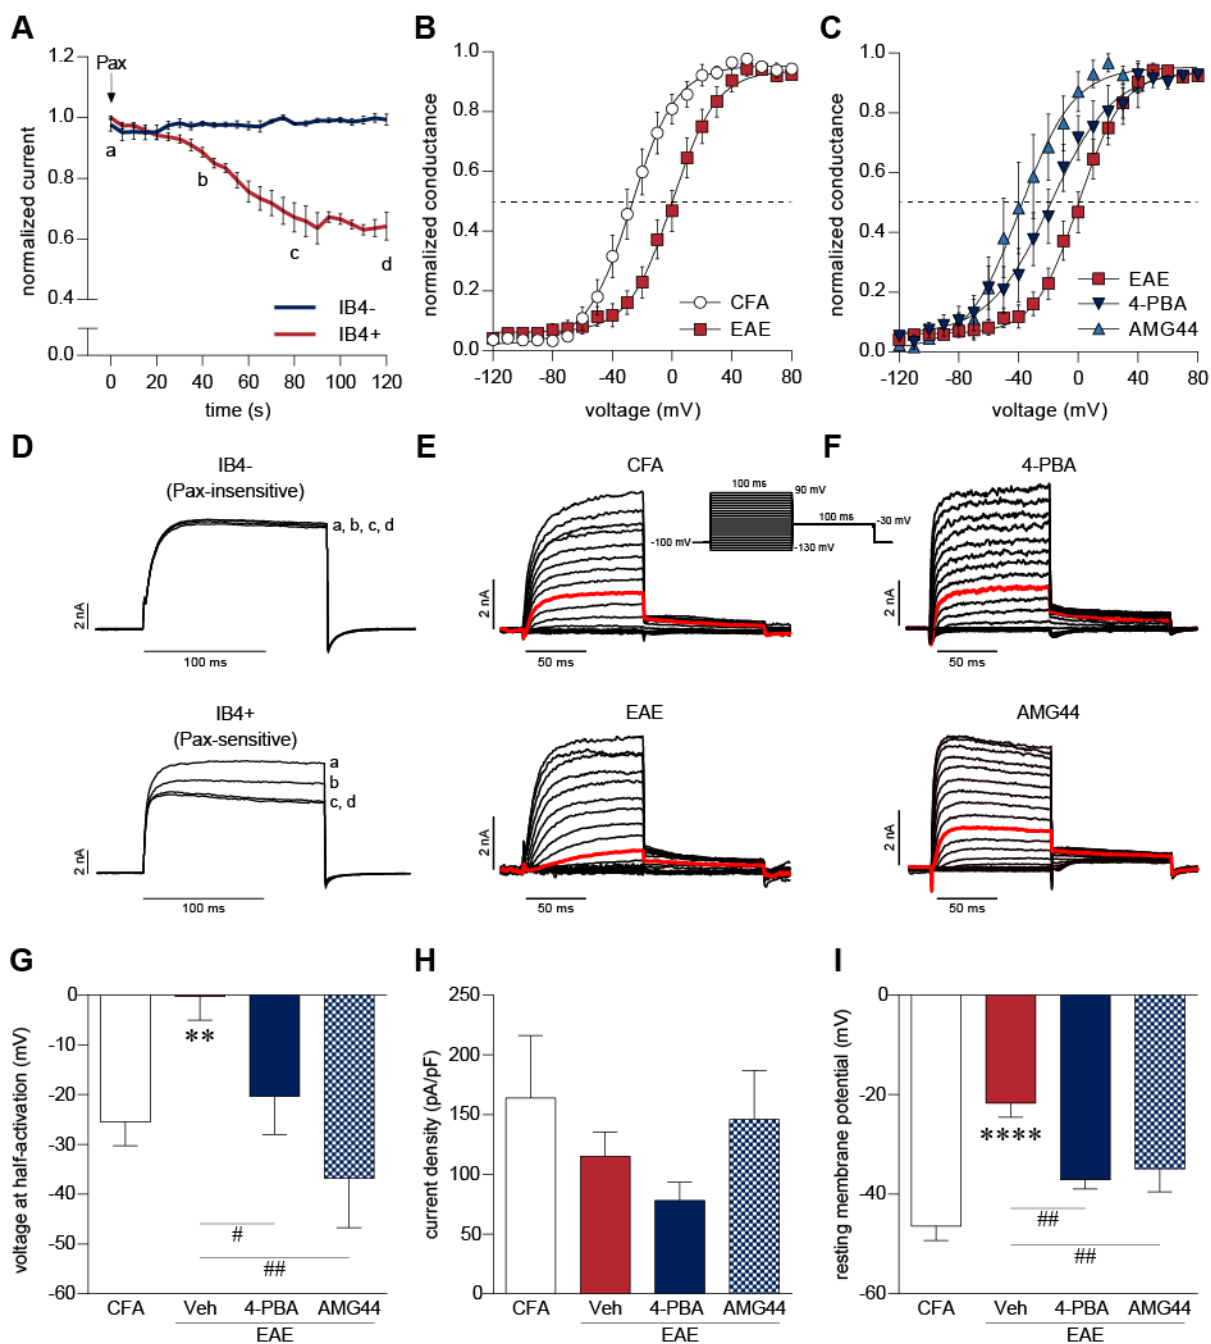 A
1.2
1.0
0.8
0.6
0.4
0.0
normalized current
Pax
a
b
c
d
IB4-
IB4+
0 20 40 60 80 100 120
time (s)
B
1.0
0.8
0.6
0.4
0.2
0.0
normalized conductance
CFA
EAE
-120 -80 -40 0 40 80
voltage (mV)
C
1.0
0.8
0.6
0.4
0.2
0.0
normalized conductance
EAE
4-PBA
AMG44
-120 -80 -40 0 40 80
voltage (mV)
D
IB4-
(Pax-insensitive)
a, b, c, d
2 nA
100 ms
IB4+
(Pax-sensitive)
a
b
c, d
2 nA
100 ms
E
CFA
100 ms
90 mV
100 ms
-30 mV
-100 mV
-130 mV
2 nA
50 ms
EAE
2 nA
50 ms
F
4-PBA
2 nA
50 ms
AMG44
2 nA
50 ms
G
0
-10
-20
-30
-40
-50
-60
voltage at half-activation (mV)
**
#
##
CFA Veh 4-PBA AMG44
EAE
H
250
200
150
100
50
0
current density (pA/pF)
CFA Veh 4-PBA AMG44
EAE
I
0
-20
-40
-60
resting membrane potential (mV)
****
##
##
CFA Veh 4-PBA AMG44
EAE